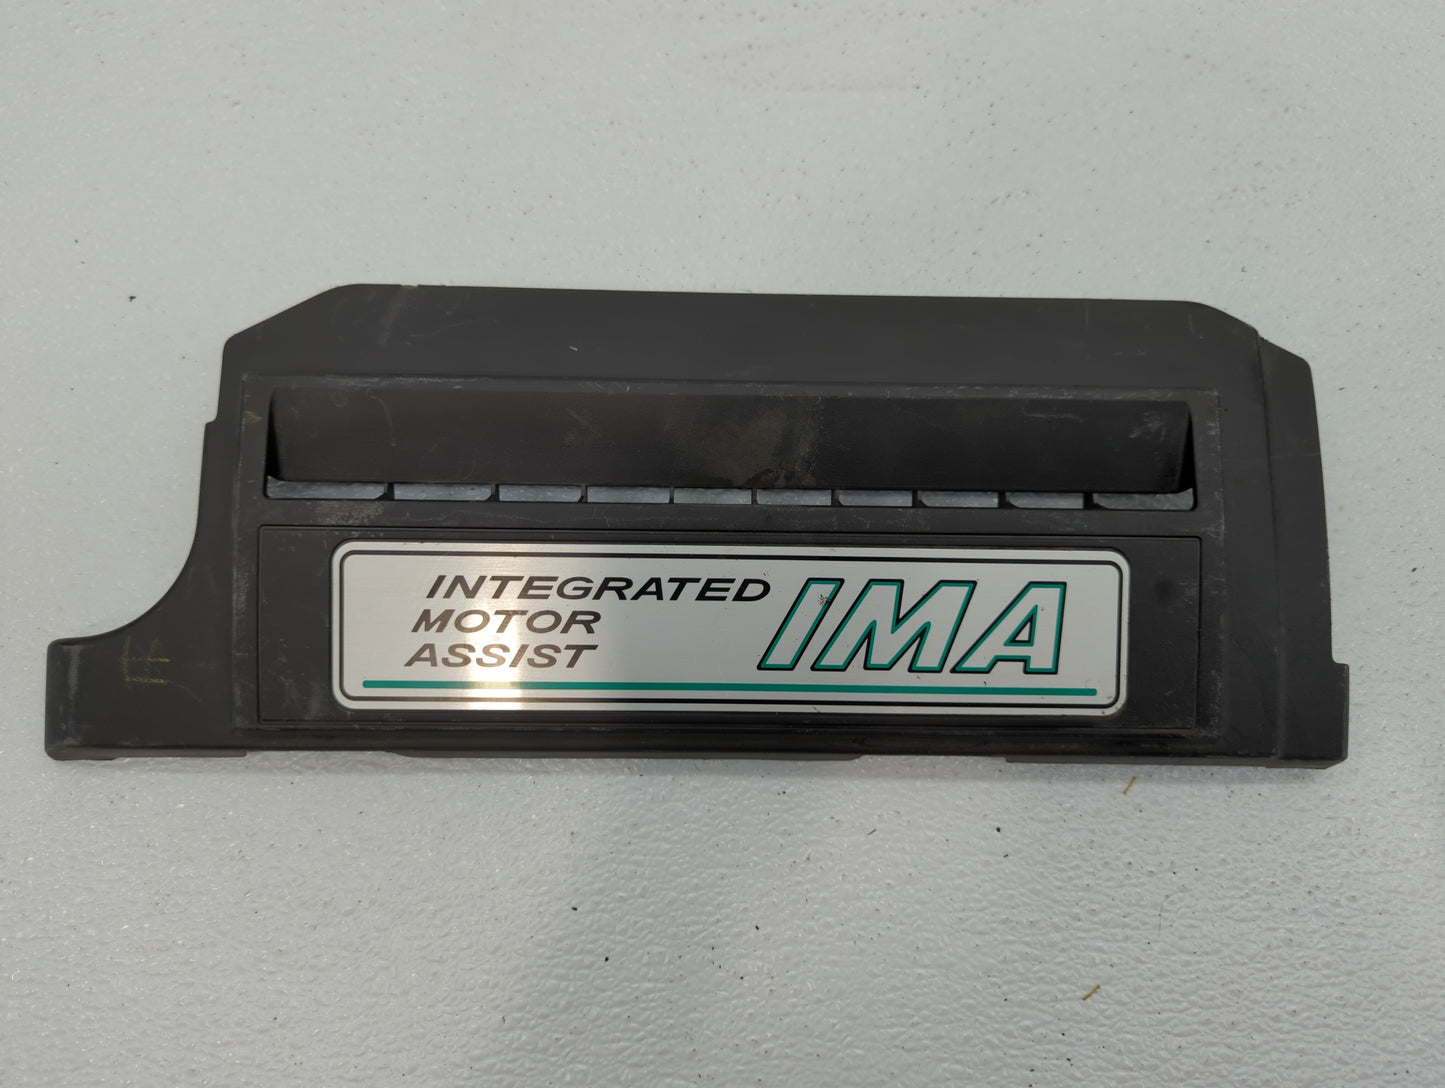 INTEGRATED
MOTOR
ASSIST
IMA